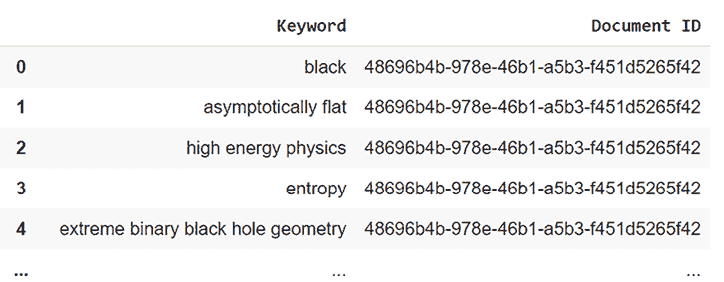 Keyword Document ID
0 black 48696b4b-978e-46b1-a5b3-f451d5265f42
1 asymptotically flat 48696b4b-978e-46b1-a5b3-f451d5265f42
2 high energy physics 48696b4b-978e-46b1-a5b3-f451d5265f42
3 entropy 48696b4b-978e-46b1-a5b3-f451d5265f42
4 extreme binary black hole geometry 48696b4b-978e-46b1-a5b3-f451d5265f42
... ... ...